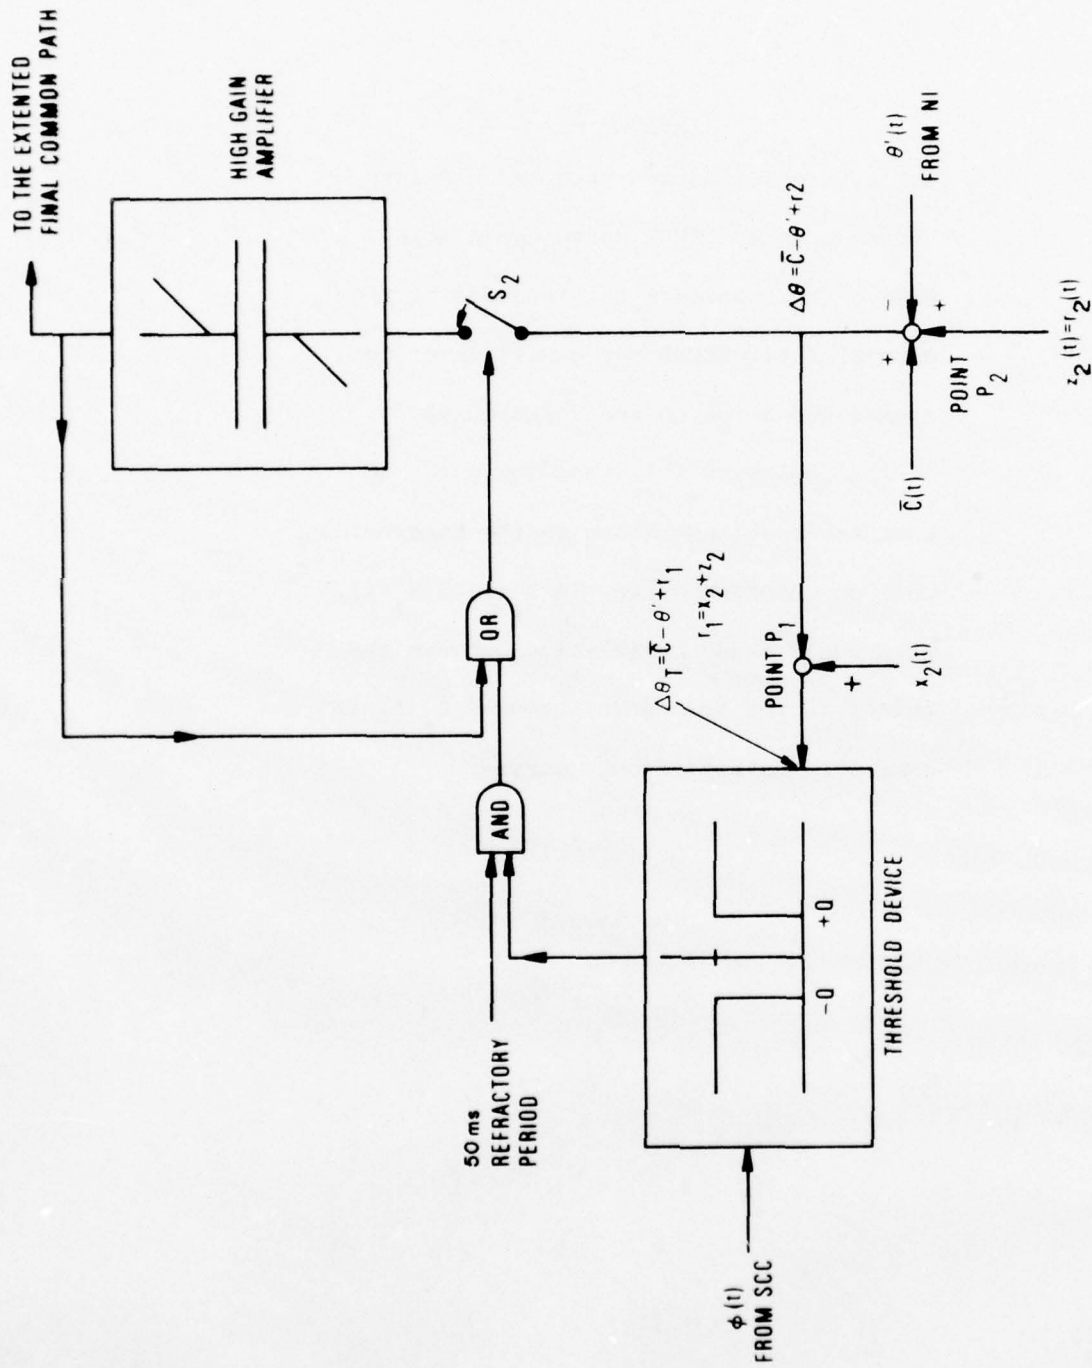 TO THE EXTENTED
FINAL COMMON PATH
HIGH GAIN
AMPLIFIER
S2
OR
AND
50 ms
REFRACTORY
PERIOD
Δθ=C̅-θ'+r2
θ'(t)
FROM NI
-
+
+
POINT
P2
C̅(t)
z2(t)=r2(t)
ΔθT=C̅-θ'+r1
r1=x2+z2
POINT P1
+
x2(t)
-Q
+Q
THRESHOLD DEVICE
ϕ(t)
FROM SCC